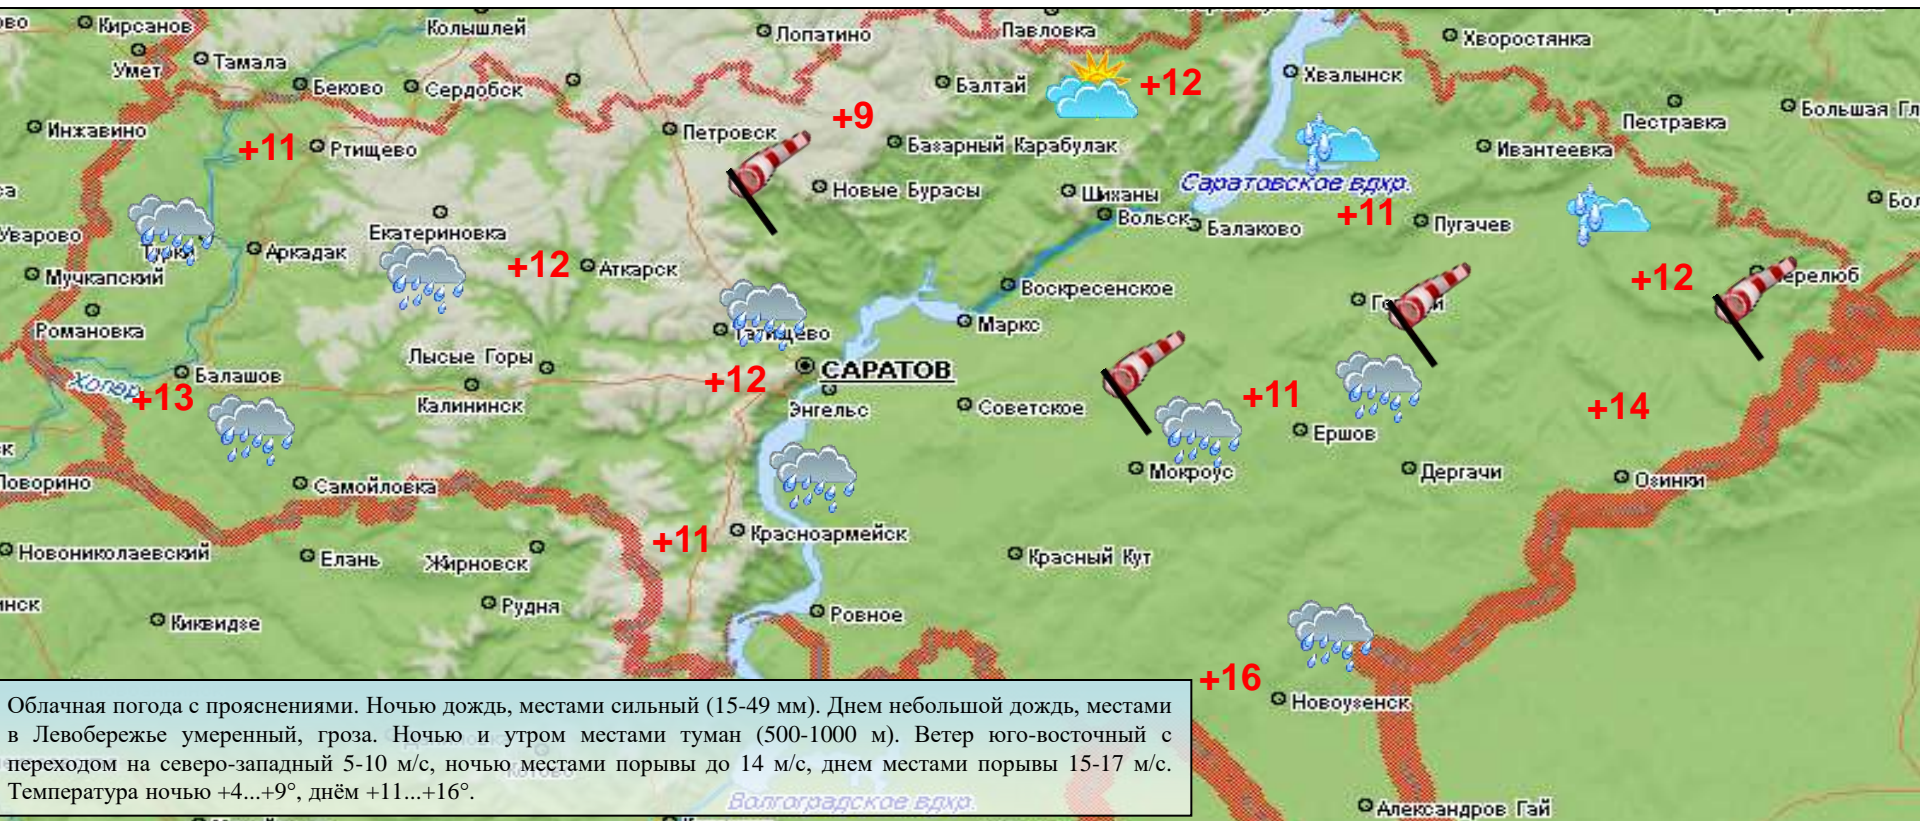 Кирсанов
Колышлей
Лопатино
Павловка
Хворостянка
Умет
Тамала
Беково
Сердобск
Балтай
+12
Хвалынск
Пестравка
Большая Гл
Инжавино
+11
Ртищево
Петровск
+9
Базарный Карабулак
Ивантеевка
Новые Бурасы
Шиханы
Саратовское вдхр.
Уварово
Екатериновка
Вольск
Балаково
+11
Пугачев
Турки
Аркадак
+12
Аткарск
Мучкапский
Воскресенское
+12
Романовка
Татищево
Маркс
Лысые Горы
САРАТОВ
Хопер
+13
Балашов
Калининск
+12
Энгельс
Советское
+11
+14
Ершов
Поворино
Самойловка
Мокроус
Дергачи
Озинки
Новониколаевский
Елань
Жирновск
+11
Красноармейск
Красный Кут
Киквидзе
Рудня
Ровное
+16
Новоузенск
Облачная погода с прояснениями. Ночью дождь, местами сильный (15-49 мм). Днем небольшой дождь, местами
в Левобережье умеренный, гроза. Ночью и утром местами туман (500-1000 м). Ветер юго-восточный с
переходом на северо-западный 5-10 м/с, ночью местами порывы до 14 м/с, днем местами порывы 15-17 м/с.
Температура ночью +4...+9°, днём +11...+16°.
Волгоградское вдхр.
Александров Гай